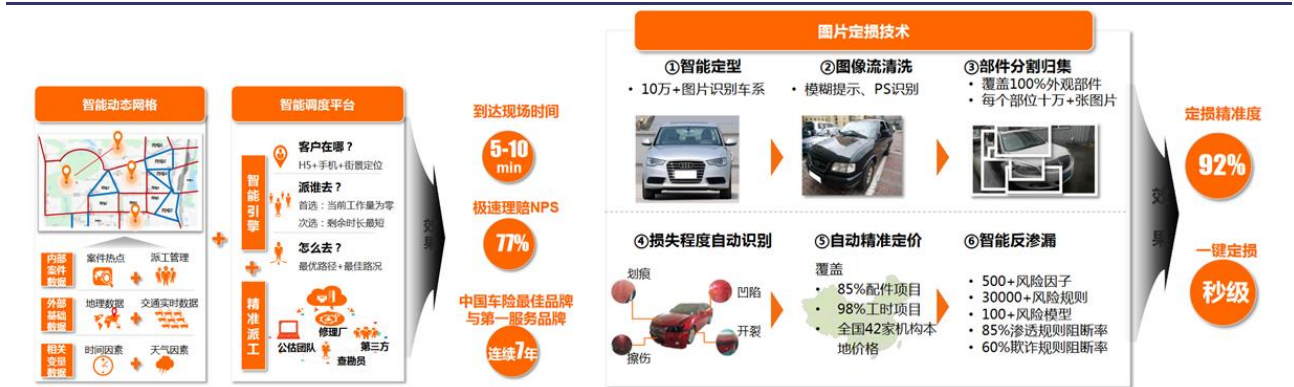 智能动态网格
内部
案件
数据
案件热点
派工管理
外部
基础
数据
地理数据
交通实时数据
相关
变量
数据
时间因素
天气因素
智能调度平台
智能引擎
客户在哪？
H5+手机+街景定位
派谁去？
首选：当前工作量为零
次选：剩余时长最短
怎么去？
最优路径+最佳路况
精准派工
修理厂
公估团队
第三方
查勘员
效果
到达现场时间
5-10
min
极速理赔NPS
77%
中国车险最佳品牌
与第一服务品牌
连续7年
图片定损技术
①智能定型
• 10万+图片识别车系
②图像流清洗
• 模糊提示、PS识别
③部件分割归集
• 覆盖100%外观部件
• 每个部位十万+张图片
④损失程度自动识别
划痕
凹陷
擦伤
开裂
⑤自动精准定价
覆盖
• 85%配件项目
• 98%工时项目
• 全国42家机构本
地价格
⑥智能反渗漏
• 500+风险因子
• 30000+风险规则
• 100+风险模型
• 85%渗透规则阻断率
• 60%欺诈规则阻断率
效果
定损精准度
92%
一键定损
秒级